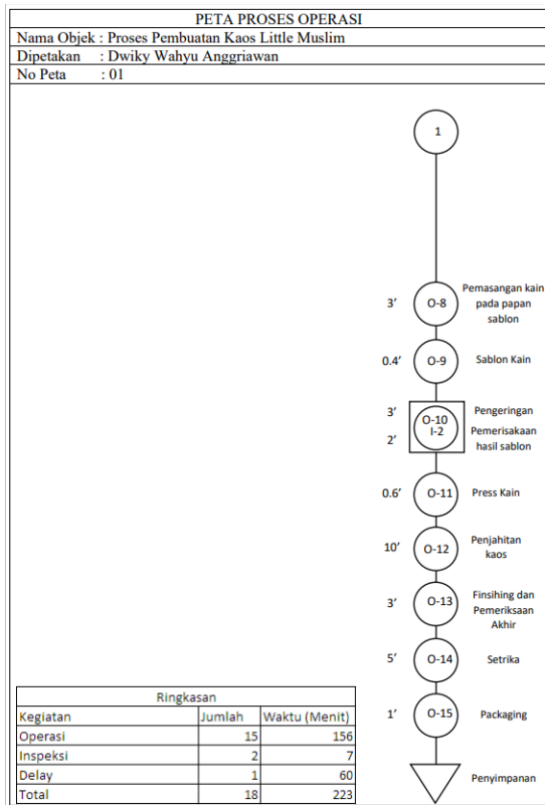 PETA PROSES OPERASI
Nama Objek : Proses Pembuatan Kaos Little Muslim
Dipetakan : Dwiky Wahyu Anggriawan
No Peta : 01
1
3' O-8 Pemasangan kain
pada papan
sablon
0.4' O-9 Sablon Kain
3' O-10 Pengeringan
2' I-2 Pemerisakaan
hasil sablon
0.6' O-11 Press Kain
10' O-12 Penjahitan
kaos
3' O-13 Finsihing dan
Pemeriksaan
Akhir
5' O-14 Setrika
1' O-15 Packaging
Penyimpanan
Ringkasan
Kegiatan Jumlah Waktu (Menit)
Operasi 15 156
Inspeksi 2 7
Delay 1 60
Total 18 223